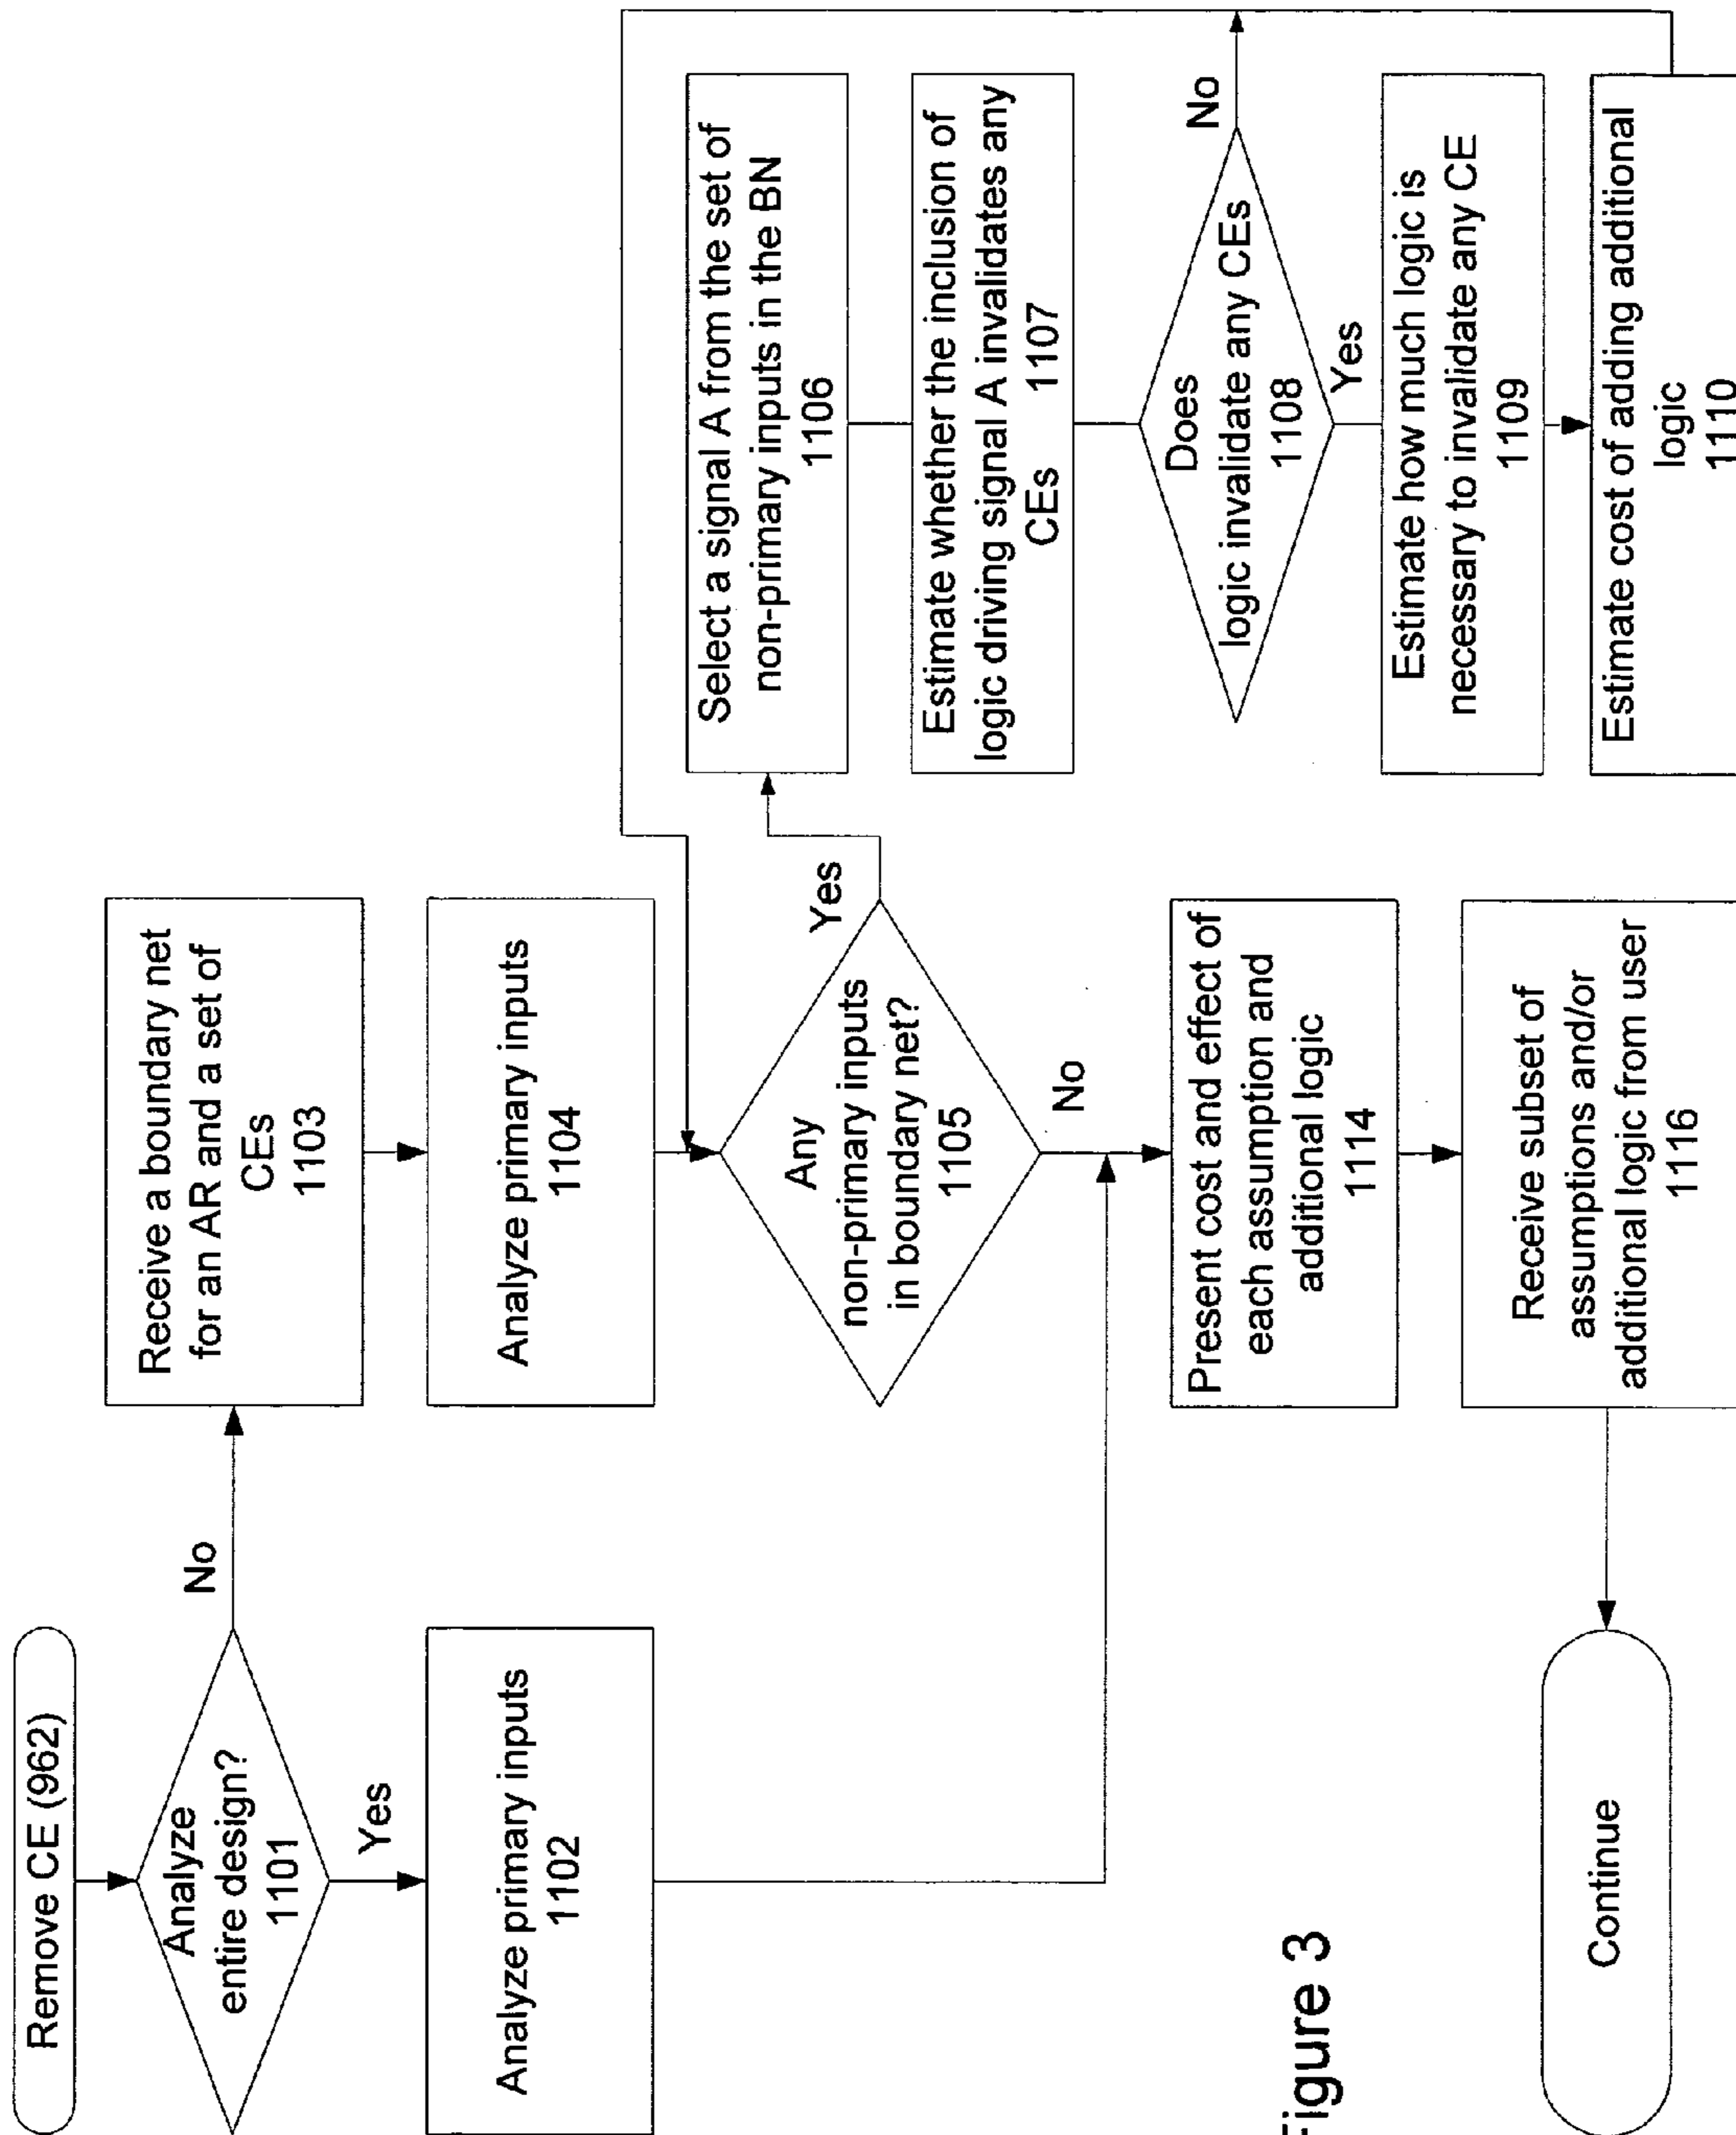 Remove CE (962)
Analyze
entire design?
1101
No
Yes
Analyze primary inputs
1102
Receive a boundary net
for an AR and a set of
CEs
1103
Analyze primary inputs
1104
Any
non-primary inputs
in boundary net?
1105
Yes
No
Select a signal A from the set of
non-primary inputs in the BN
1106
Estimate whether the inclusion of
logic driving signal A invalidates any
CEs 1107
Does
logic invalidate any CEs
1108
No
Yes
Estimate how much logic is
necessary to invalidate any CE
1109
Estimate cost of adding additional
logic
1110
Present cost and effect of
each assumption and
additional logic
1114
Receive subset of
assumptions and/or
additional logic from user
1116
Continue
Figure 3